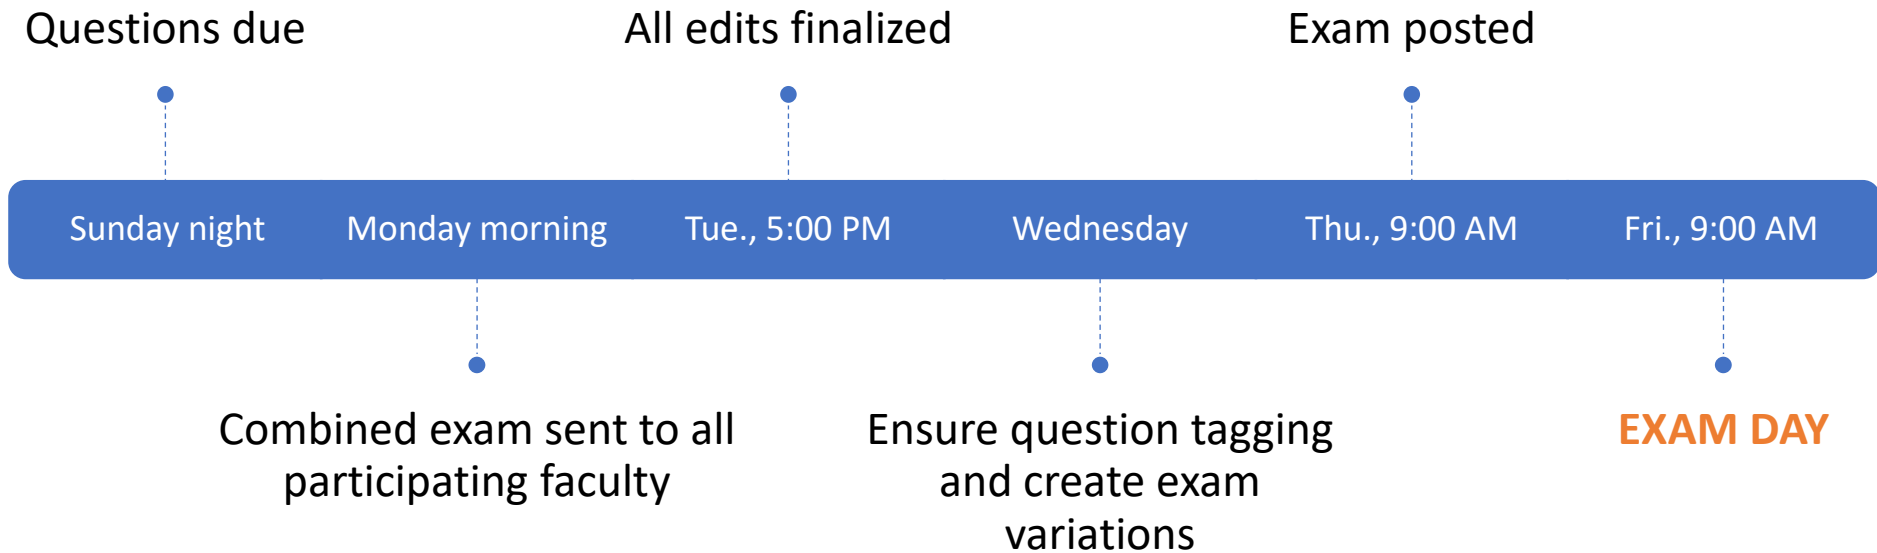 Questions due
All edits finalized
Exam posted
Sunday night
Monday morning
Tue., 5:00 PM
Wednesday
Thu., 9:00 AM
Fri., 9:00 AM
Combined exam sent to all
participating faculty
Ensure question tagging
and create exam
variations
EXAM DAY